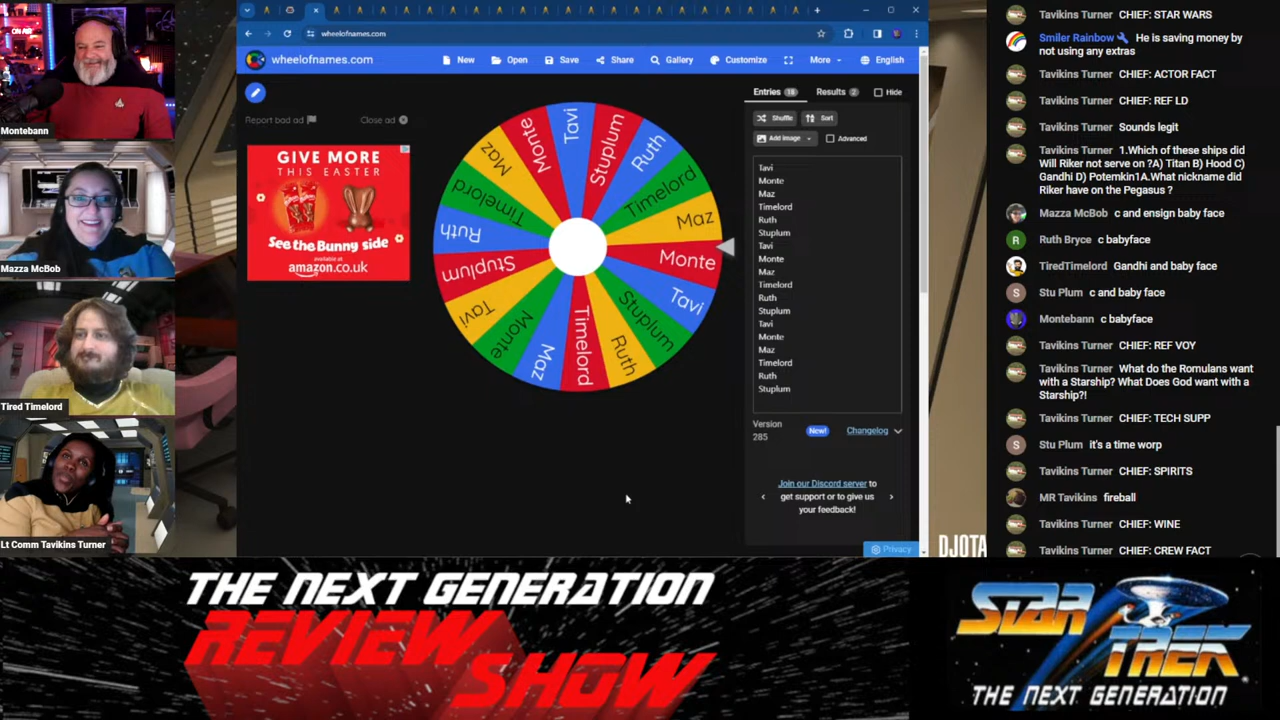 ON AIR
Montebann
Mazza McBob
Tired Timelord
Lt Comm Tavikins Turner
wheelofnames.com
wheelofnames.com
New
Open
Save
Share
Gallery
Customize
More
English
Report bad ad
Close ad
GIVE MORE
THIS EASTER
See the Bunny side
available at
amazon.co.uk
Tavi
Stuplum
Ruth
Timelord
Maz
Monte
Tavi
Stuplum
Ruth
Timelord
Maz
Monte
Tavi
Stuplum
Ruth
Timelord
Maz
Monte
Entries 18
Results 2
Hide
Shuffle
Sort
Add image
Advanced
Tavi
Monte
Maz
Timelord
Ruth
Stuplum
Tavi
Monte
Maz
Timelord
Ruth
Stuplum
Tavi
Monte
Maz
Timelord
Ruth
Stuplum
Version
285
New!
Changelog
Join our Discord server to
get support or to give us
your feedback!
Privacy
DJOTA
Tavikins Turner CHIEF: STAR WARS
Smiler Rainbow He is saving money by
not using any extras
Tavikins Turner CHIEF: ACTOR FACT
Tavikins Turner CHIEF: REF LD
Tavikins Turner Sounds legit
Tavikins Turner 1.Which of these ships did
Will Riker not serve on ?A) Titan B) Hood C)
Gandhi D) Potemkin1A.What nickname did
Riker have on the Pegasus ?
Mazza McBob c and ensign baby face
R
Ruth Bryce c babyface
TiredTimelord Gandhi and baby face
S
Stu Plum c and baby face
Montebann c babyface
Tavikins Turner CHIEF: REF VOY
Tavikins Turner What do the Romulans want
with a Starship? What Does God want with a
Starship?!
Tavikins Turner CHIEF: TECH SUPP
S
Stu Plum it's a time worp
Tavikins Turner CHIEF: SPIRITS
MR Tavikins fireball
Tavikins Turner CHIEF: WINE
Tavikins Turner CHIEF: CREW FACT
THE NEXT GENERATION
REVIEW
SHOW
STAR
TREK
THE NEXT GENERATION